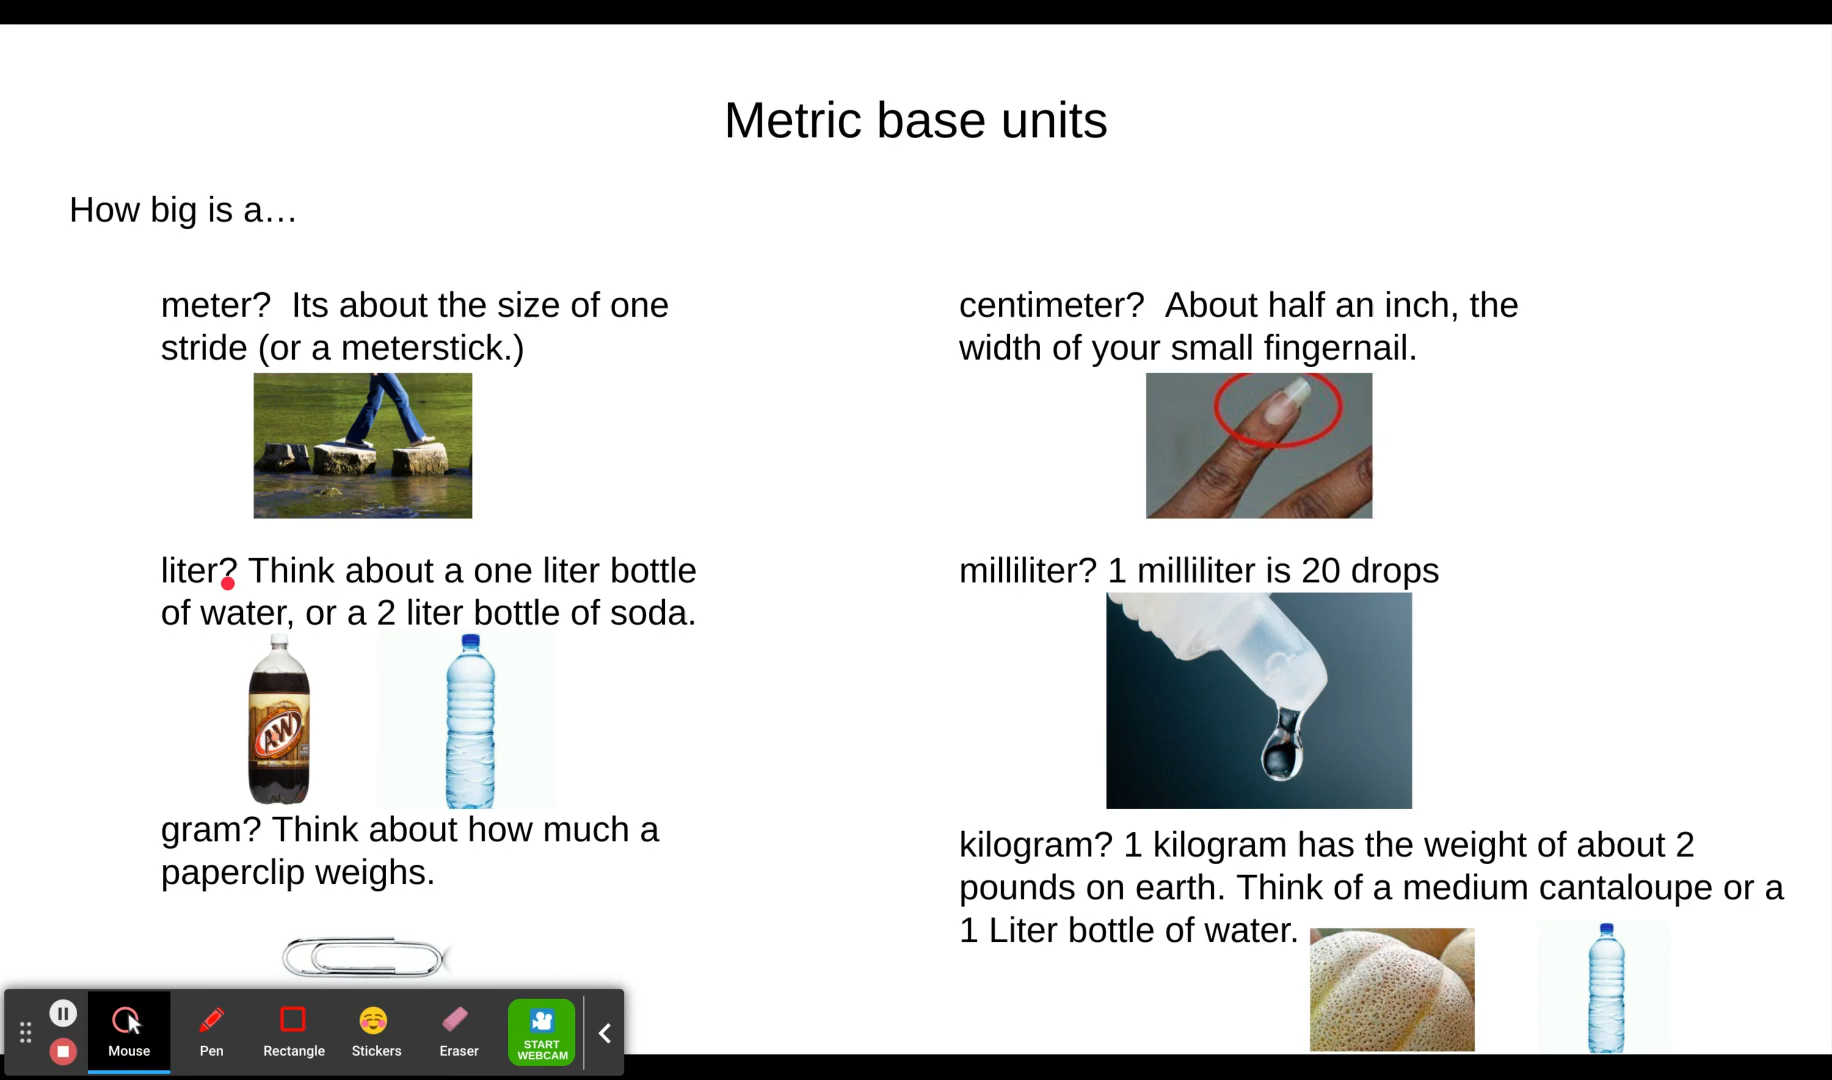 Metric base units
How big is a…
meter?  Its about the size of one
stride (or a meterstick.)
centimeter?  About half an inch, the
width of your small fingernail.
liter? Think about a one liter bottle
of water, or a 2 liter bottle of soda.
A&W
milliliter? 1 milliliter is 20 drops
gram? Think about how much a
paperclip weighs.
kilogram? 1 kilogram has the weight of about 2
pounds on earth. Think of a medium cantaloupe or a
1 Liter bottle of water.
Mouse
Pen
Rectangle
Stickers
Eraser
START
WEBCAM